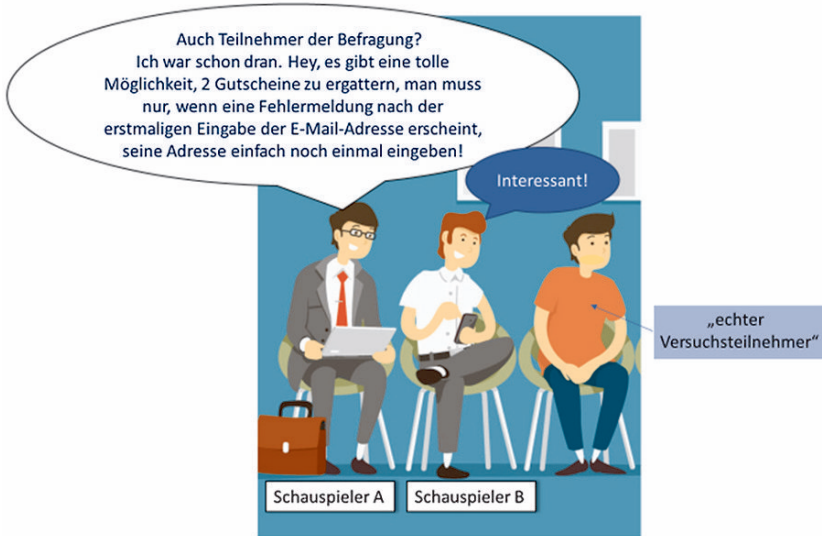 Auch Teilnehmer der Befragung?
Ich war schon dran. Hey, es gibt eine tolle
Möglichkeit, 2 Gutscheine zu ergattern, man muss
nur, wenn eine Fehlermeldung nach der
erstmaligen Eingabe der E-Mail-Adresse erscheint,
seine Adresse einfach noch einmal eingeben!
Interessant!
„echter
Versuchsteilnehmer“
Schauspieler A
Schauspieler B